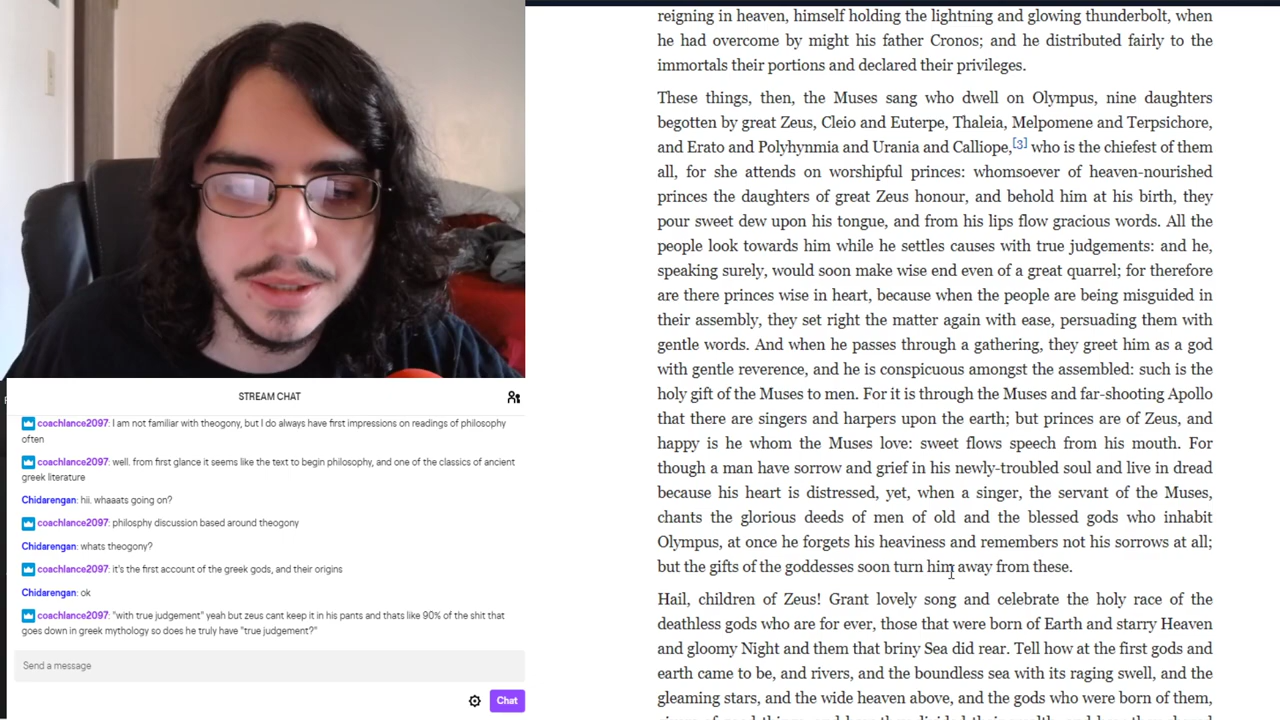 reigning in heaven, himself holding the lightning and glowing thunderbolt, when
he had overcome by might his father Cronos; and he distributed fairly to the
immortals their portions and declared their privileges.
These things, then, the Muses sang who dwell on Olympus, nine daughters
begotten by great Zeus, Cleio and Euterpe, Thaleia, Melpomene and Terpsichore,
and Erato and Polyhynmia and Urania and Calliope,[3] who is the chiefest of them
all, for she attends on worshipful princes: whomsoever of heaven-nourished
princes the daughters of great Zeus honour, and behold him at his birth, they
pour sweet dew upon his tongue, and from his lips flow gracious words. All the
people look towards him while he settles causes with true judgements: and he,
speaking surely, would soon make wise end even of a great quarrel; for therefore
are there princes wise in heart, because when the people are being misguided in
their assembly, they set right the matter again with ease, persuading them with
gentle words. And when he passes through a gathering, they greet him as a god
with gentle reverence, and he is conspicuous amongst the assembled: such is the
holy gift of the Muses to men. For it is through the Muses and far-shooting Apollo
that there are singers and harpers upon the earth; but princes are of Zeus, and
happy is he whom the Muses love: sweet flows speech from his mouth. For
though a man have sorrow and grief in his newly-troubled soul and live in dread
because his heart is distressed, yet, when a singer, the servant of the Muses,
chants the glorious deeds of men of old and the blessed gods who inhabit
Olympus, at once he forgets his heaviness and remembers not his sorrows at all;
but the gifts of the goddesses soon turn him away from these.
Hail, children of Zeus! Grant lovely song and celebrate the holy race of the
deathless gods who are for ever, those that were born of Earth and starry Heaven
and gloomy Night and them that briny Sea did rear. Tell how at the first gods and
earth came to be, and rivers, and the boundless sea with its raging swell, and the
gleaming stars, and the wide heaven above, and the gods who were born of them,
STREAM CHAT
coachlance2097: I am not familiar with theogony, but I do always have first impressions on readings of philosophy
often
coachlance2097: well. from first glance it seems like the text to begin philosophy, and one of the classics of ancient
greek literature
Chidarengan: hii. whaaats going on?
coachlance2097: philosphy discussion based around theogony
Chidarengan: whats theogony?
coachlance2097: it's the first account of the greek gods, and their origins
Chidarengan: ok
coachlance2097: "with true judgement" yeah but zeus cant keep it in his pants and thats like 90% of the shit that
goes down in greek mythology so does he truly have "true judgement?"
Send a message
Chat